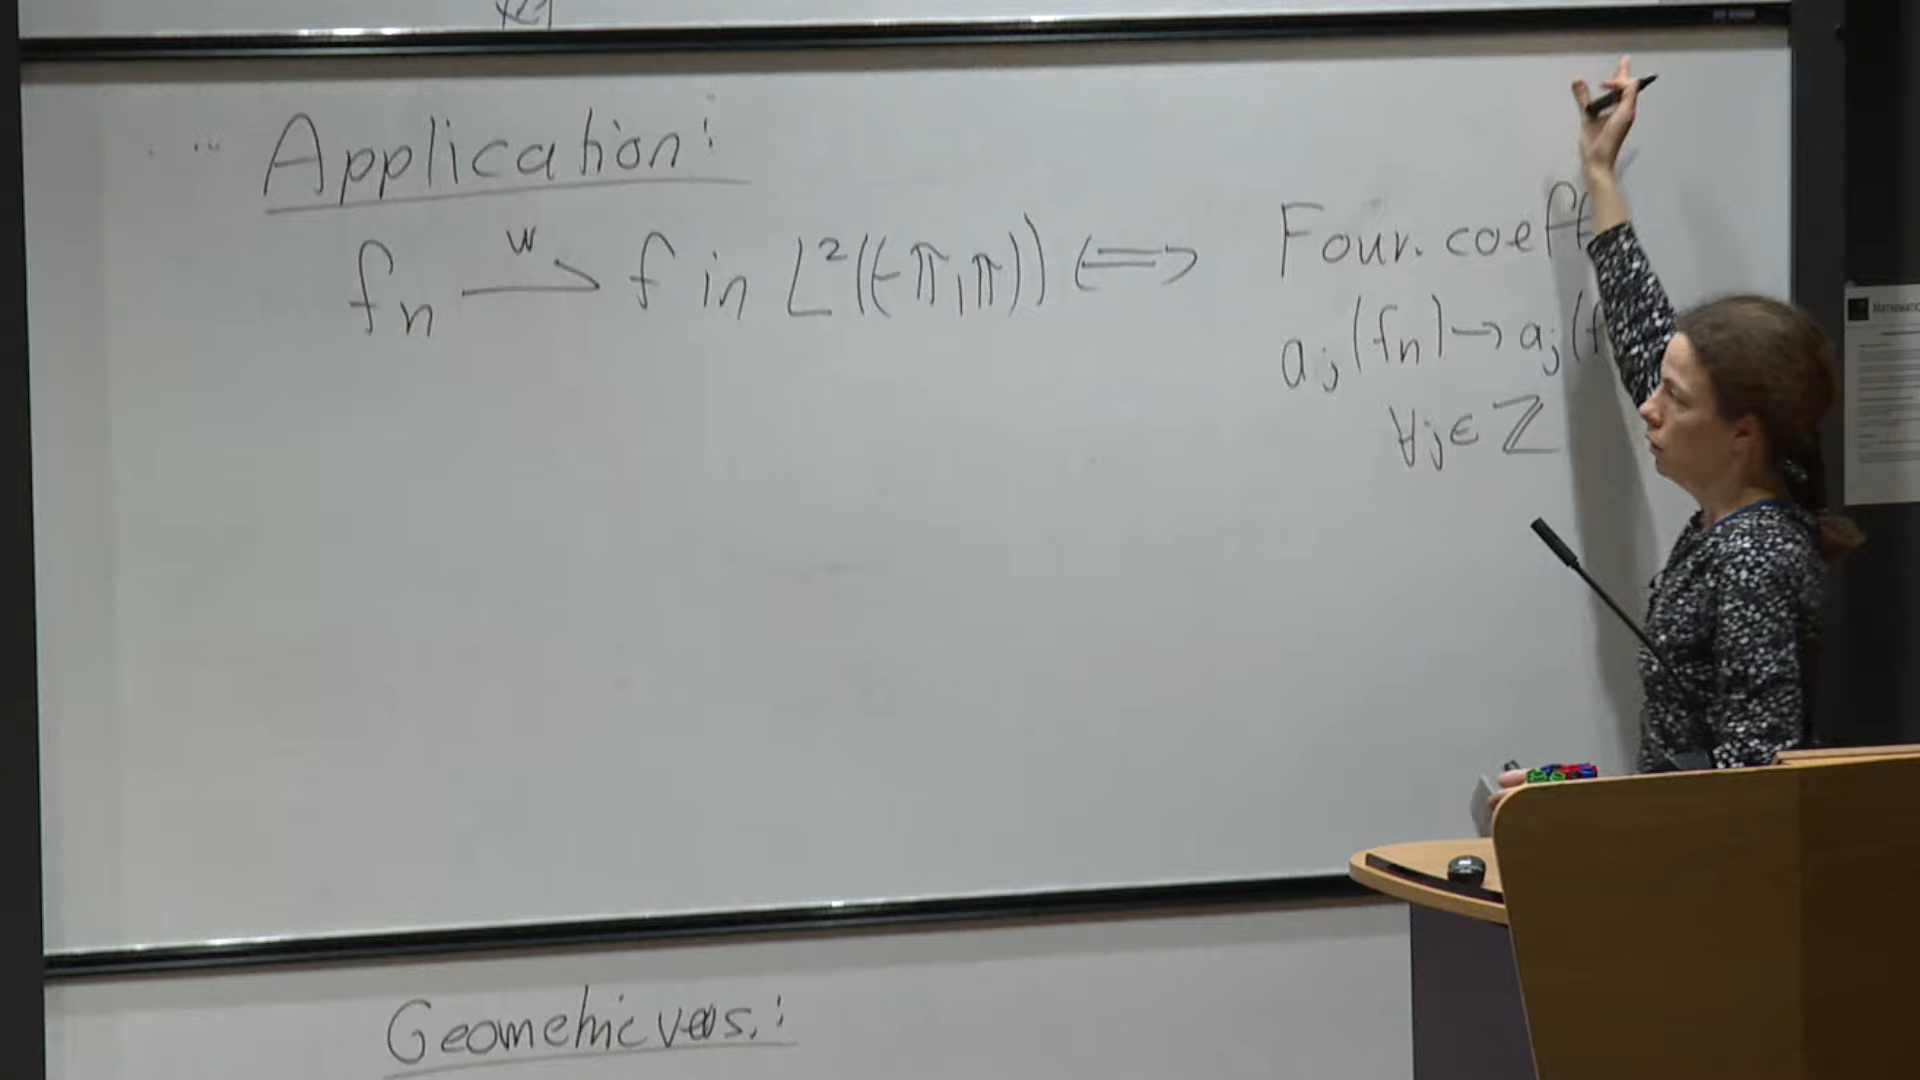 Application:
fₙ ⇀ʷ f in L²((-π,π)) ⟺ Four. coeff
aⱼ(fₙ) → aⱼ(f
∀j ∈ ℤ
Geometric vers.: